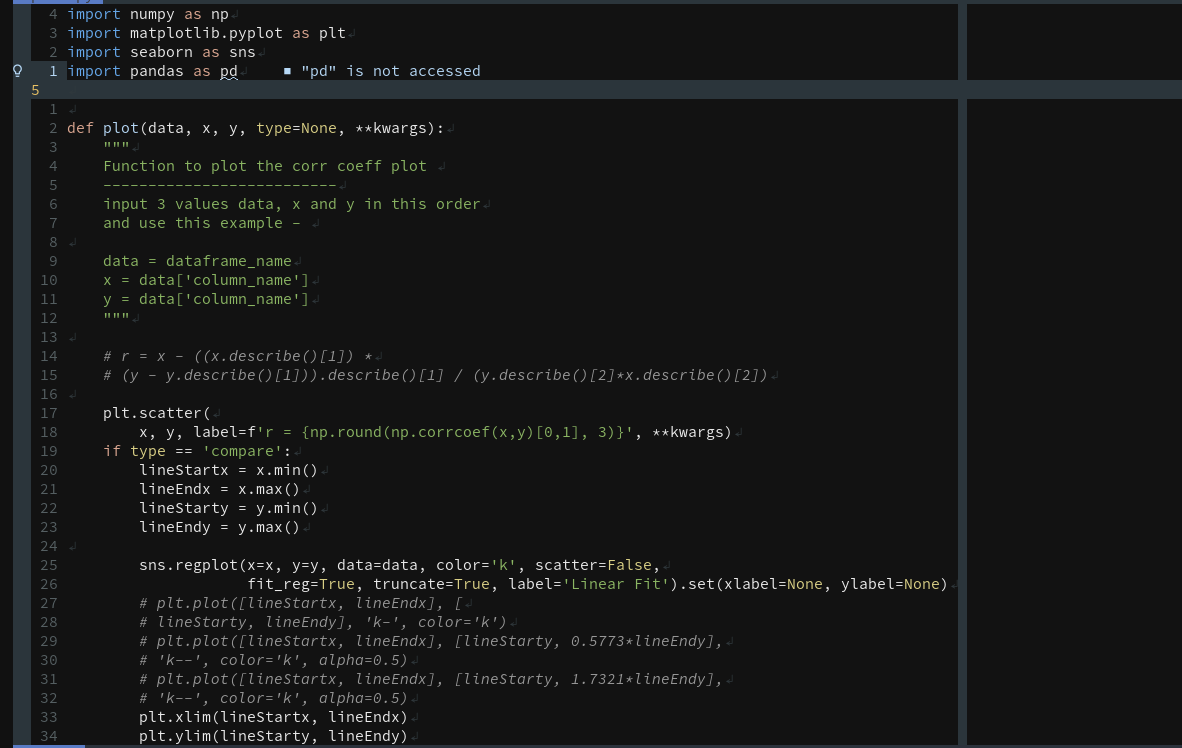 4 import numpy as np
3 import matplotlib.pyplot as plt
2 import seaborn as sns
1 import pandas as pd ■ "pd" is not accessed
5
1
2 def plot(data, x, y, type=None, **kwargs):
3     """
4     Function to plot the corr coeff plot
5     --------------------------
6     input 3 values data, x and y in this order
7     and use this example -
8
9     data = dataframe_name
10     x = data['column_name']
11     y = data['column_name']
12     """
13
14     # r = x - ((x.describe()[1]) *
15     # (y - y.describe()[1])).describe()[1] / (y.describe()[2]*x.describe()[2])
16
17     plt.scatter(
18         x, y, label=f'r = {np.round(np.corrcoef(x,y)[0,1], 3)}', **kwargs)
19     if type == 'compare':
20         lineStartx = x.min()
21         lineEndx = x.max()
22         lineStarty = y.min()
23         lineEndy = y.max()
24
25         sns.regplot(x=x, y=y, data=data, color='k', scatter=False,
26                     fit_reg=True, truncate=True, label='Linear Fit').set(xlabel=None, ylabel=None)
27         # plt.plot([lineStartx, lineEndx], [
28         # lineStarty, lineEndy], 'k-', color='k')
29         # plt.plot([lineStartx, lineEndx], [lineStarty, 0.5773*lineEndy],
30         # 'k--', color='k', alpha=0.5)
31         # plt.plot([lineStartx, lineEndx], [lineStarty, 1.7321*lineEndy],
32         # 'k--', color='k', alpha=0.5)
33         plt.xlim(lineStartx, lineEndx)
34         plt.ylim(lineStarty, lineEndy)